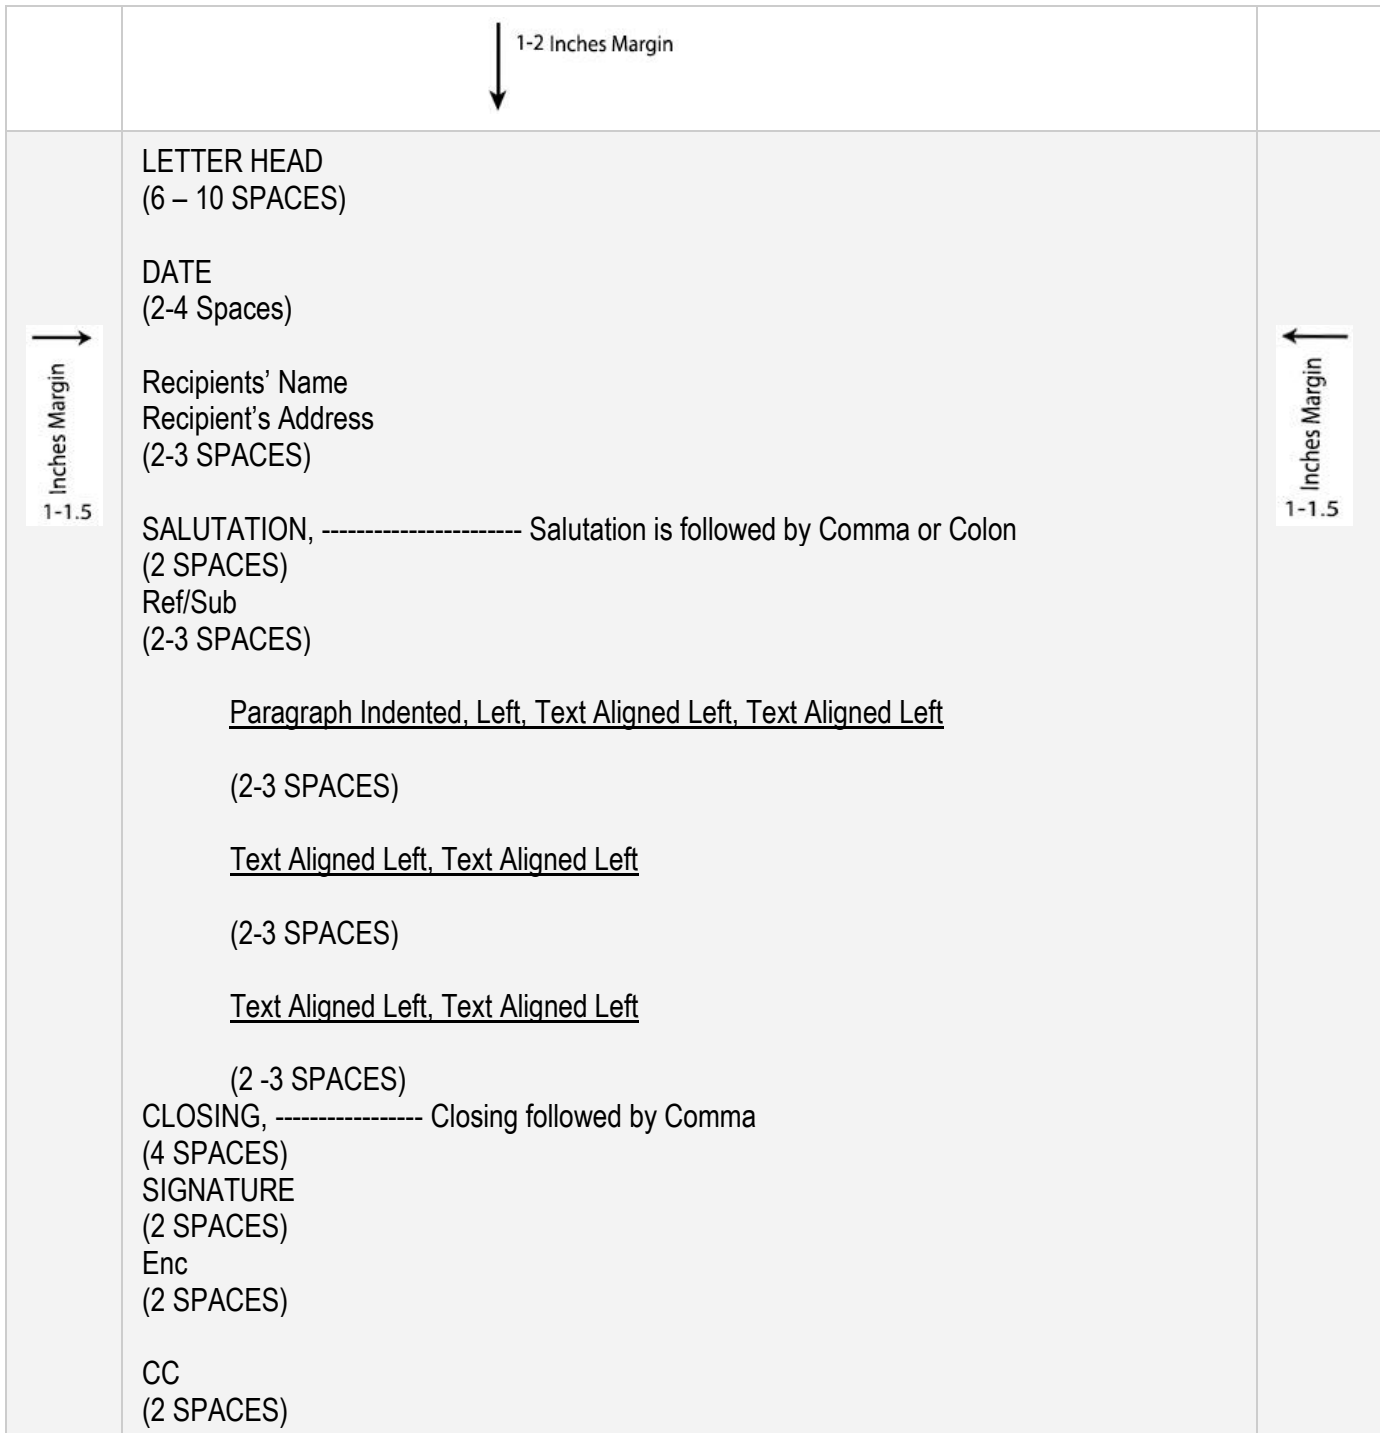 1-2 Inches Margin
LETTER HEAD
(6 – 10 SPACES)
DATE
(2-4 Spaces)
Recipients’ Name
Recipient’s Address
(2-3 SPACES)
1-1.5 Inches Margin
1-1.5 Inches Margin
SALUTATION, ----------------------- Salutation is followed by Comma or Colon
(2 SPACES)
Ref/Sub
(2-3 SPACES)
Paragraph Indented, Left, Text Aligned Left, Text Aligned Left
(2-3 SPACES)
Text Aligned Left, Text Aligned Left
(2-3 SPACES)
Text Aligned Left, Text Aligned Left
(2 -3 SPACES)
CLOSING, ----------------- Closing followed by Comma
(4 SPACES)
SIGNATURE
(2 SPACES)
Enc
(2 SPACES)
CC
(2 SPACES)